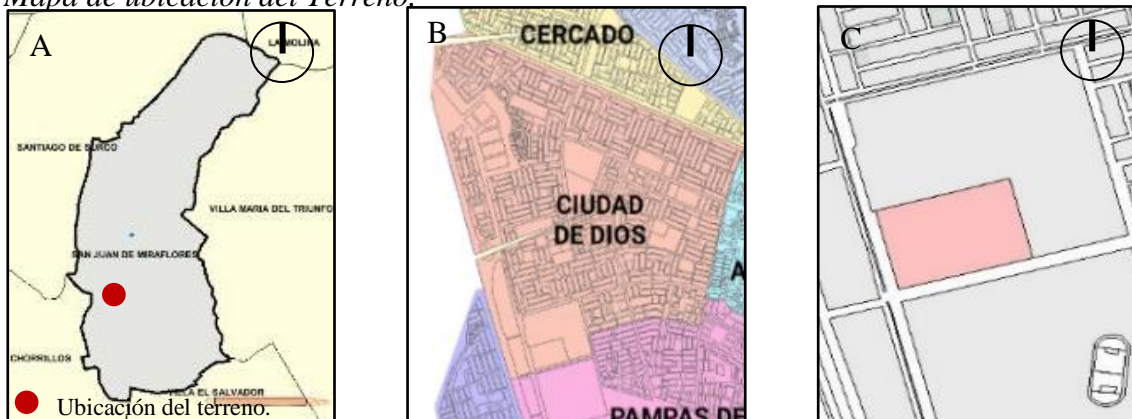 Mapa de ubicación del Terreno.
A
LA MOLINA
SANTIAGO DE SURCO
VILLA MARIA DEL TRIUNFO
SAN JUAN DE MIRAFLORES
CHORRILLOS
VILLA EL SALVADOR
Ubicación del terreno.
B
CERCADO
CIUDAD
DE DIOS
A
PAMPAS DE
C